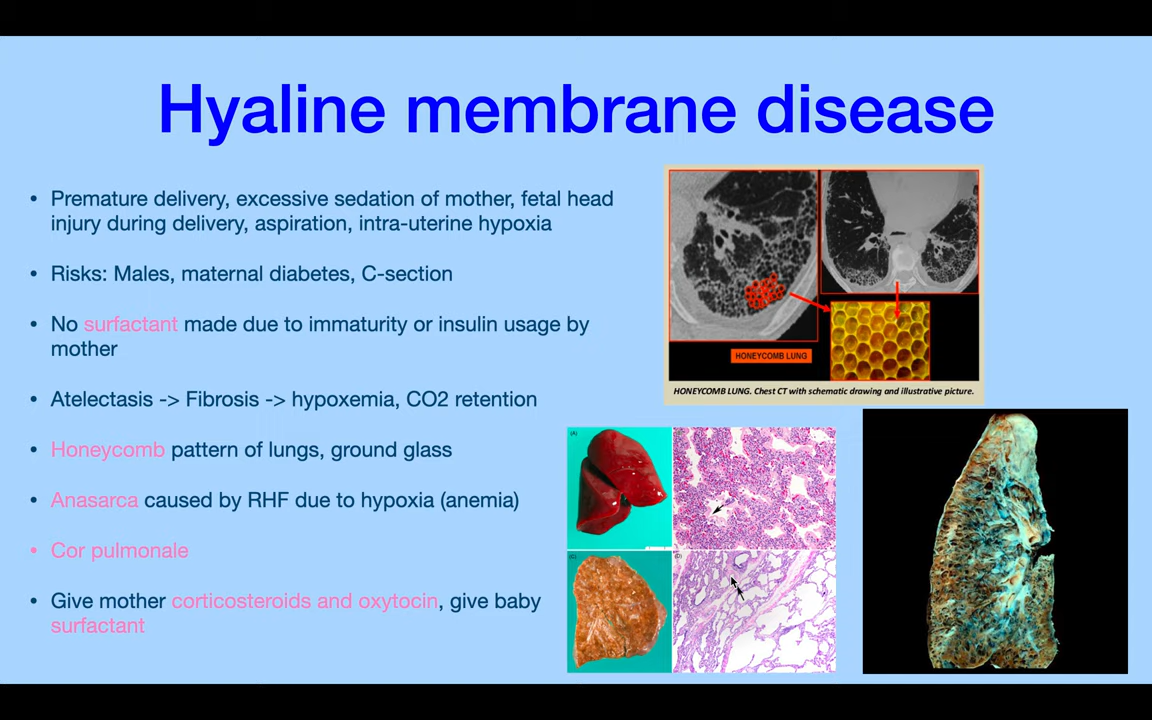 Hyaline membrane disease
• Premature delivery, excessive sedation of mother, fetal head
injury during delivery, aspiration, intra-uterine hypoxia
• Risks: Males, maternal diabetes, C-section
• No surfactant made due to immaturity or insulin usage by
mother
• Atelectasis -> Fibrosis -> hypoxemia, CO2 retention
• Honeycomb pattern of lungs, ground glass
• Anasarca caused by RHF due to hypoxia (anemia)
• Cor pulmonale
• Give mother corticosteroids and oxytocin, give baby
surfactant
HONEYCOMB LUNG
HONEYCOMB LUNG. Chest CT with schematic drawing and illustrative picture.
(A)
(D)